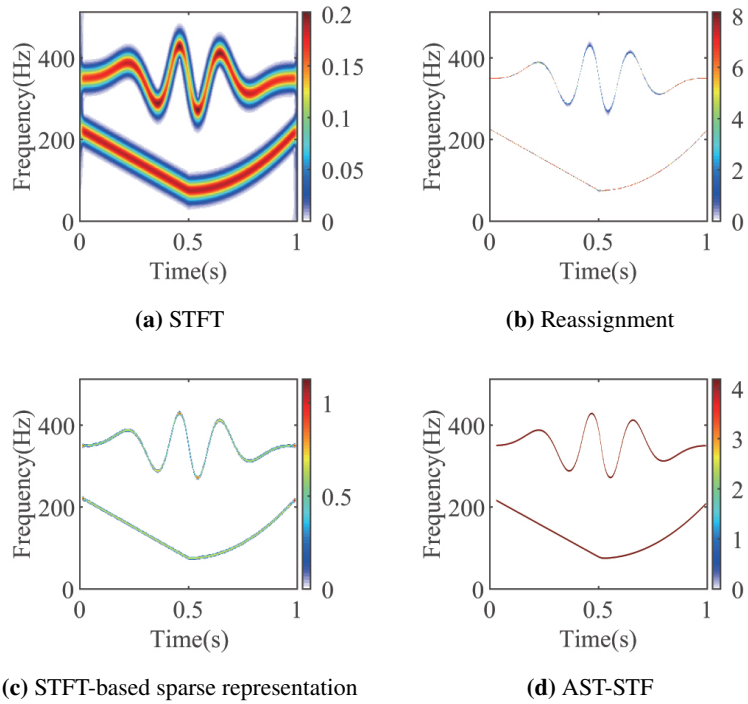 Frequency(Hz)
400
200
0
0 0.5 1
Time(s)
0.2
0.15
0.1
0.05
0
(a) STFT
Frequency(Hz)
400
200
0
0 0.5 1
Time(s)
8
6
4
2
0
(b) Reassignment
Frequency(Hz)
400
200
0
0 0.5 1
Time(s)
1
0.5
0
(c) STFT-based sparse representation
Frequency(Hz)
400
200
0
0 0.5 1
Time(s)
4
3
2
1
0
(d) AST-STF